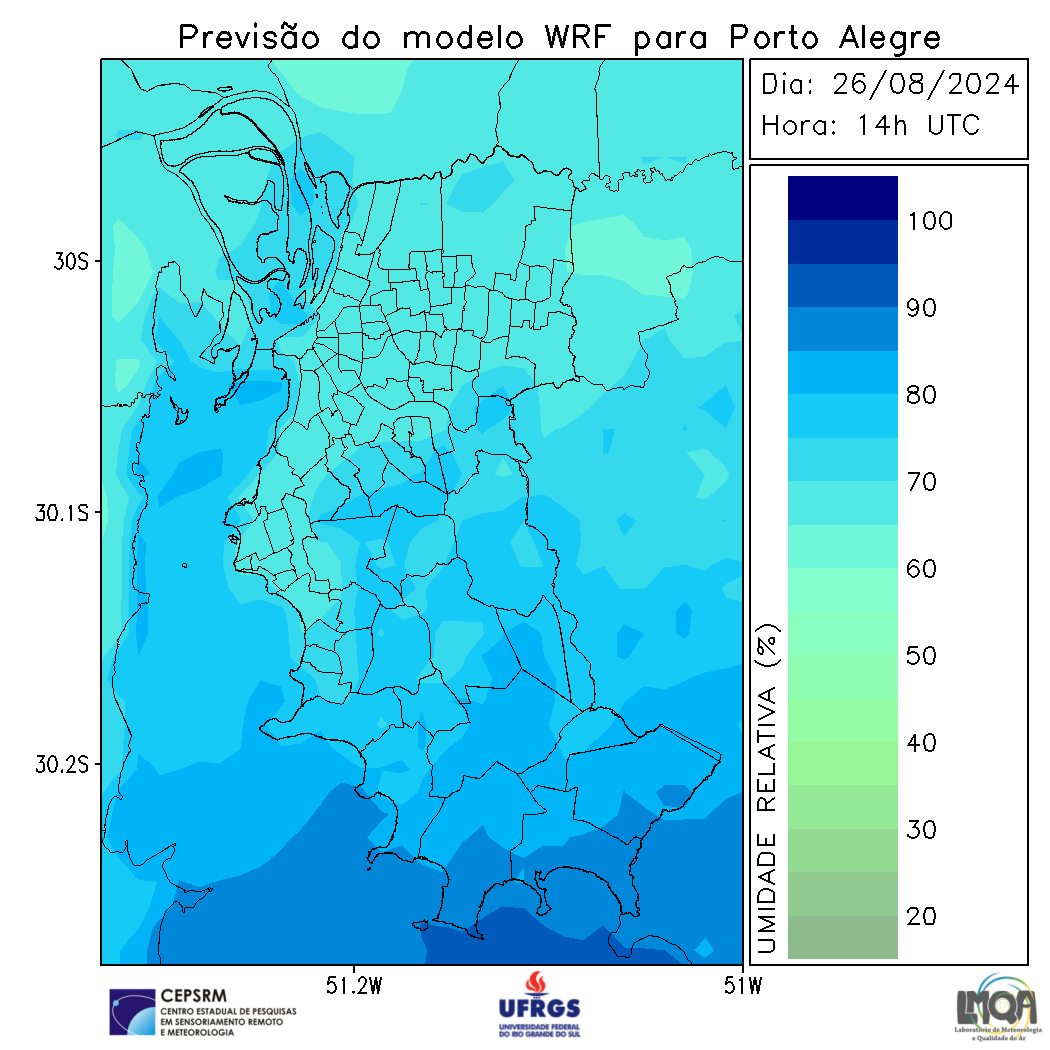 Previsão do modelo WRF para Porto Alegre
Dia: 26/08/2024
Hora: 14h UTC
100
90
80
70
60
50
40
30
20
UMIDADE RELATIVA (%)
30S
30.1S
30.2S
51.2W
51W
CEPSRM
CENTRO ESTADUAL DE PESQUISAS
EM SENSORIAMENTO REMOTO
E METEOROLOGIA
UFRGS
UNIVERSIDADE FEDERAL
DO RIO GRANDE DO SUL
LMQA
Laboratório de Meteorologia
e Qualidade do Ar